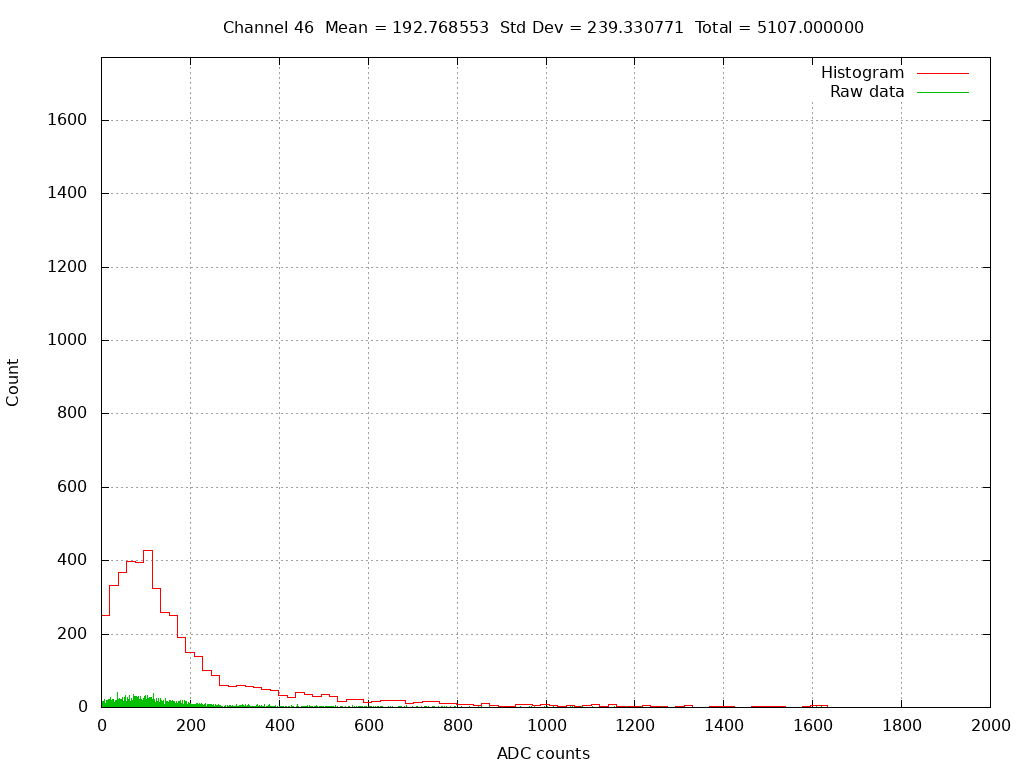 Channel 46  Mean = 192.768553  Std Dev = 239.330771  Total = 5107.000000
Histogram
Raw data
1600
1400
1200
1000
800
600
400
200
0
Count
0 200 400 600 800 1000 1200 1400 1600 1800 2000
ADC counts